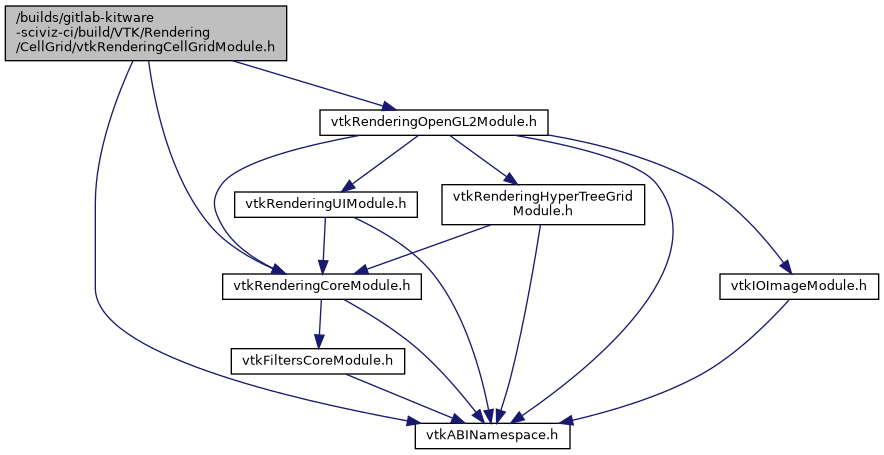 /builds/gitlab-kitware
-sciviz-ci/build/VTK/Rendering
/CellGrid/vtkRenderingCellGridModule.h
vtkRenderingOpenGL2Module.h
vtkRenderingUIModule.h
vtkRenderingHyperTreeGrid
Module.h
vtkRenderingCoreModule.h
vtkIOImageModule.h
vtkFiltersCoreModule.h
vtkABINamespace.h